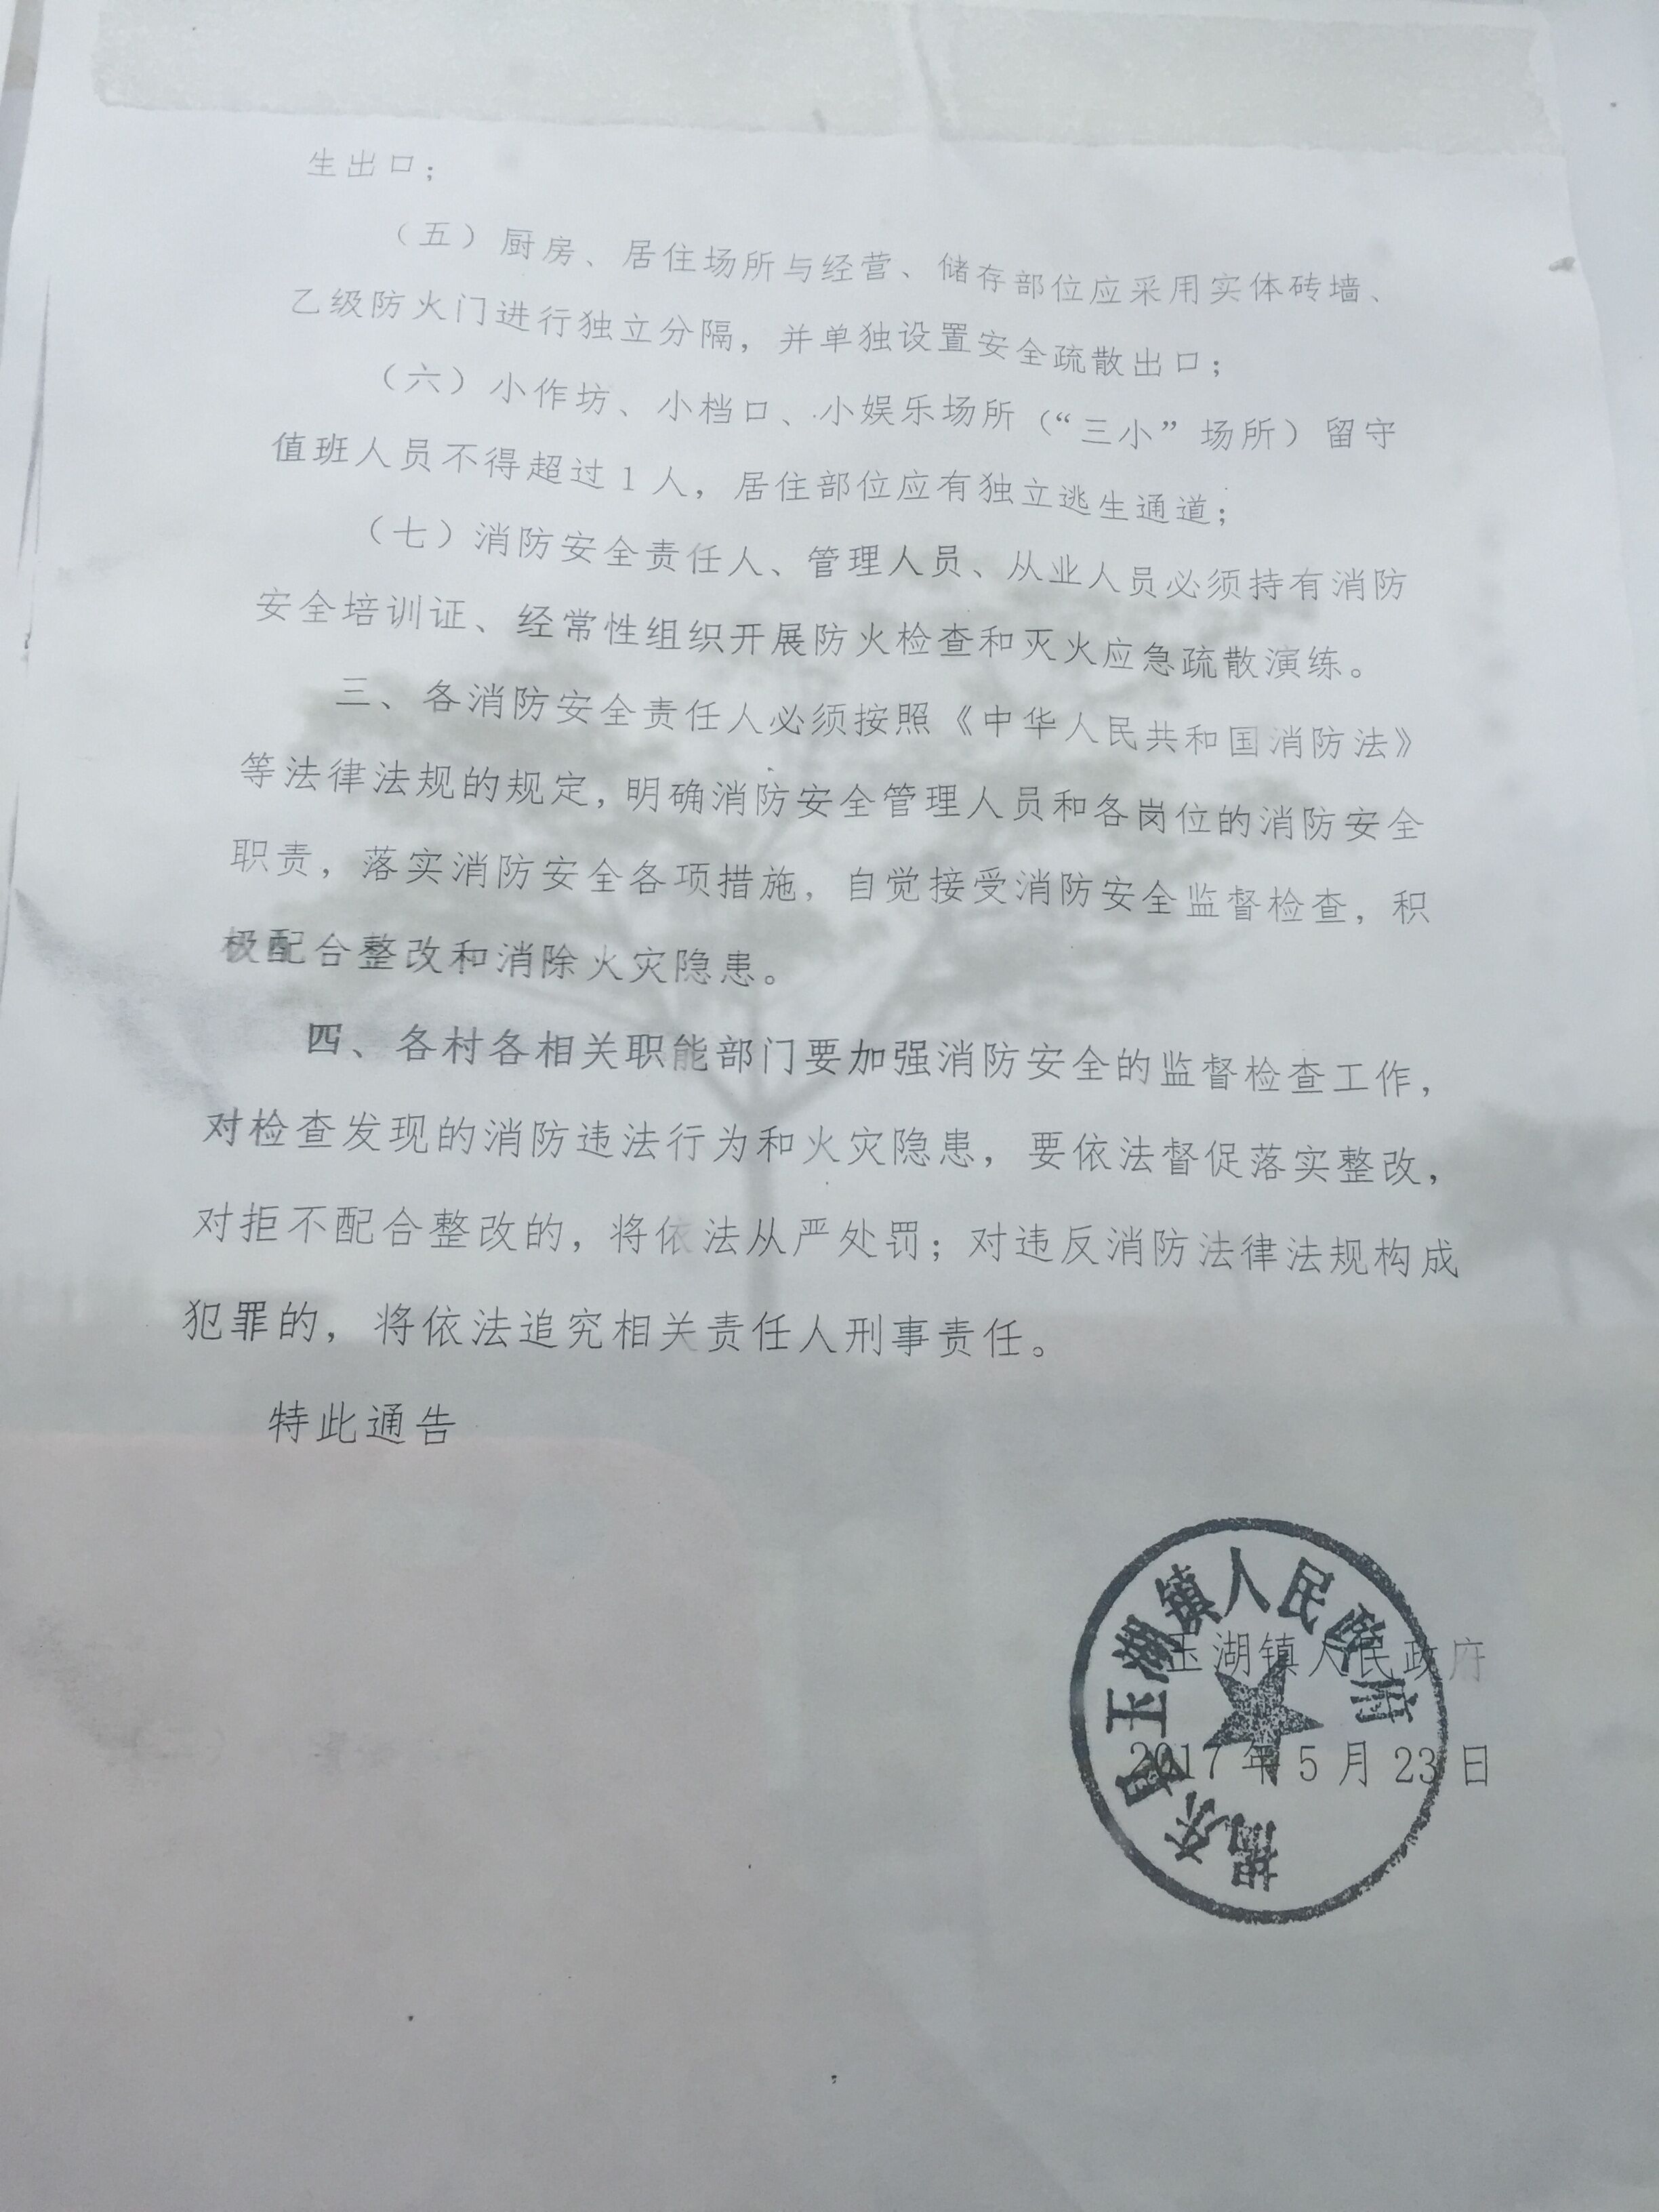 生出口；
（五）厨房、居住场所与经营、储存部位应采用实体砖墙、
乙级防火门进行独立分隔，并单独设置安全疏散出口；
（六）小作坊、小档口、小娱乐场所（“三小”场所）留守
值班人员不得超过1人，居住部位应有独立逃生通道；
（七）消防安全责任人、管理人员、从业人员必须持有消防
安全培训证、经常性组织开展防火检查和灭火应急疏散演练。
三、各消防安全责任人必须按照《中华人民共和国消防法》
等法律法规的规定，明确消防安全管理人员和各岗位的消防安全
职责，落实消防安全各项措施，自觉接受消防安全监督检查，积
极配合整改和消除火灾隐患。
四、各村各相关职能部门要加强消防安全的监督检查工作，
对检查发现的消防违法行为和火灾隐患，要依法督促落实整改，
对拒不配合整改的，将依法从严处罚；对违反消防法律法规构成
犯罪的，将依法追究相关责任人刑事责任。
特此通告
玉湖镇人民政府
2017年5月23日
揭东县玉湖镇人民政府